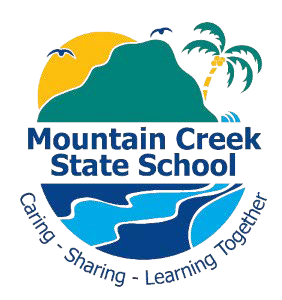 Mountain Creek
State School
Caring - Sharing - Learning Together